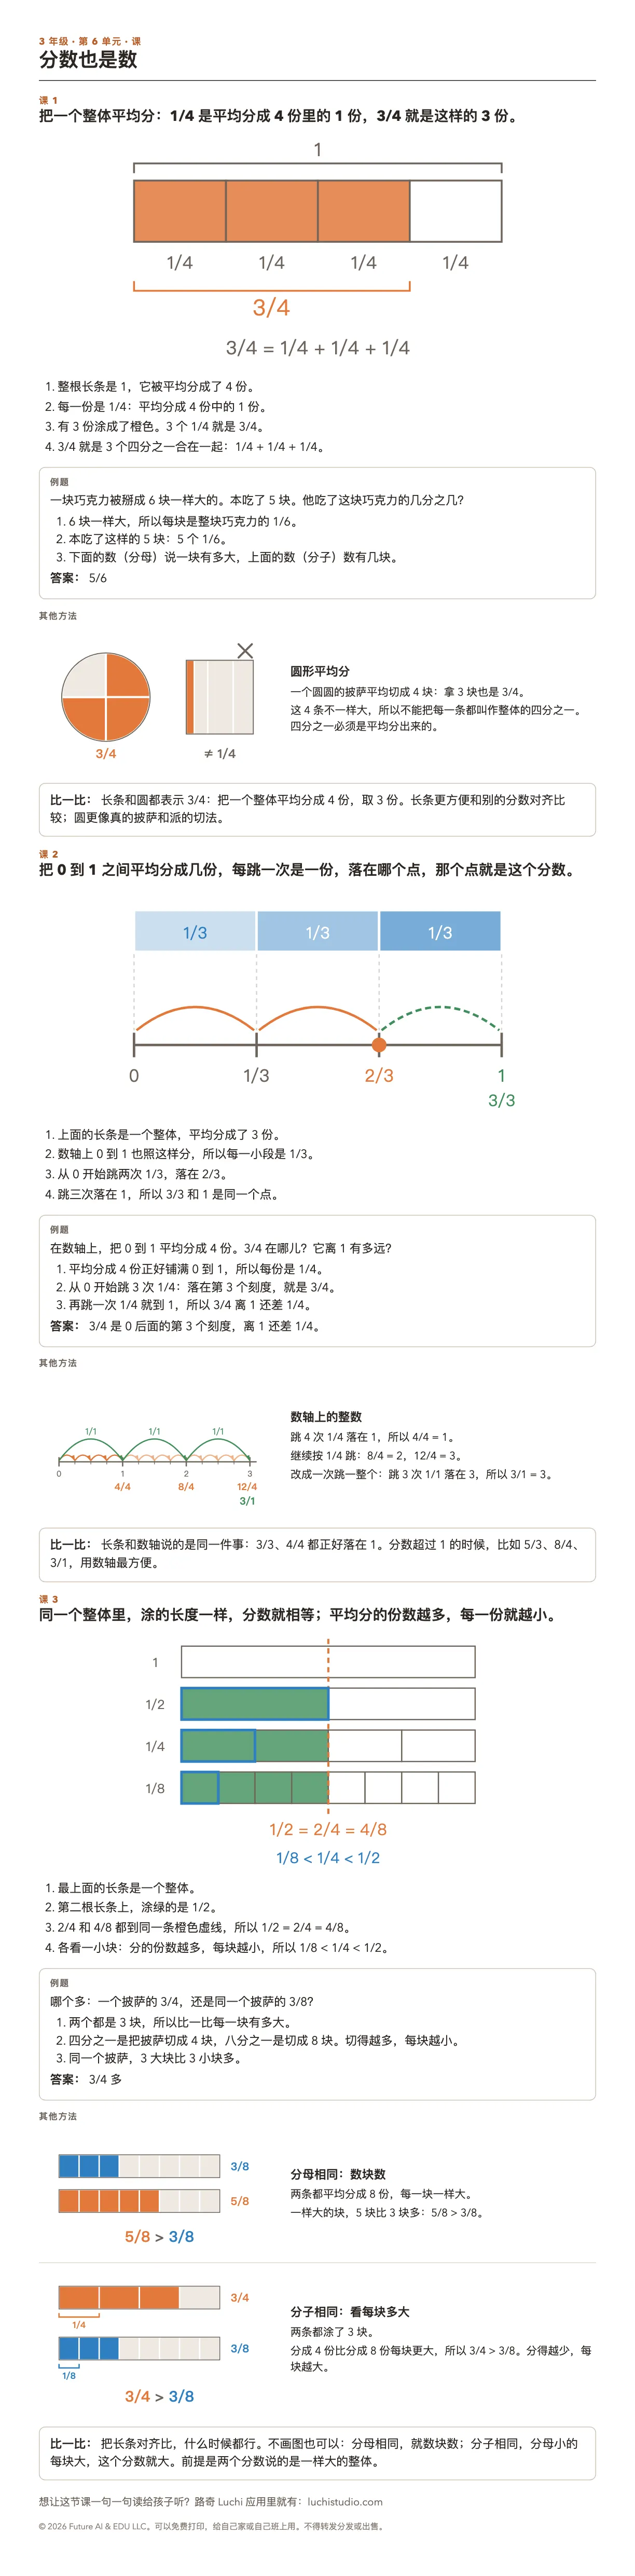 3 年级 · 第 6 单元 · 课
分数也是数
课 1
把一个整体平均分：1/4 是平均分成 4 份里的 1 份，3/4 就是这样的 3 份。
1
1/4 1/4 1/4 1/4
3/4
3/4 = 1/4 + 1/4 + 1/4
1. 整根长条是 1，它被平均分成了 4 份。
2. 每一份是 1/4：平均分成 4 份中的 1 份。
3. 有 3 份涂成了橙色。3 个 1/4 就是 3/4。
4. 3/4 就是 3 个四分之一合在一起：1/4 + 1/4 + 1/4。
例题
一块巧克力被掰成 6 块一样大的。本吃了 5 块。他吃了这块巧克力的几分之几？
1. 6 块一样大，所以每块是整块巧克力的 1/6。
2. 本吃了这样的 5 块：5 个 1/6。
3. 下面的数（分母）说一块有多大，上面的数（分子）数有几块。
答案： 5/6
其他方法
3/4
≠ 1/4
圆形平均分
一个圆圆的披萨平均切成 4 块：拿 3 块也是 3/4。
这 4 条不一样大，所以不能把每一条都叫作整体的四分之一。
四分之一必须是平均分出来的。
比一比： 长条和圆都表示 3/4：把一个整体平均分成 4 份，取 3 份。长条更方便和别的分数对齐比
较；圆更像真的披萨和派的切法。
课 2
把 0 到 1 之间平均分成几份，每跳一次是一份，落在哪个点，那个点就是这个分数。
1/3 1/3 1/3
0 1/3 2/3 1
3/3
1. 上面的长条是一个整体，平均分成了 3 份。
2. 数轴上 0 到 1 也照这样分，所以每一小段是 1/3。
3. 从 0 开始跳两次 1/3，落在 2/3。
4. 跳三次落在 1，所以 3/3 和 1 是同一个点。
例题
在数轴上，把 0 到 1 平均分成 4 份。3/4 在哪儿？它离 1 有多远？
1. 平均分成 4 份正好铺满 0 到 1，所以每份是 1/4。
2. 从 0 开始跳 3 次 1/4：落在第 3 个刻度，就是 3/4。
3. 再跳一次 1/4 就到 1，所以 3/4 离 1 还差 1/4。
答案： 3/4 是 0 后面的第 3 个刻度，离 1 还差 1/4。
其他方法
1/1 1/1 1/1
0 1 2 3
4/4 8/4 12/4
3/1
数轴上的整数
跳 4 次 1/4 落在 1，所以 4/4 = 1。
继续按 1/4 跳：8/4 = 2，12/4 = 3。
改成一次跳一整个：跳 3 次 1/1 落在 3，所以 3/1 = 3。
比一比： 长条和数轴说的是同一件事：3/3、4/4 都正好落在 1。分数超过 1 的时候，比如 5/3、8/4、
3/1，用数轴最方便。
课 3
同一个整体里，涂的长度一样，分数就相等；平均分的份数越多，每一份就越小。
1
1/2
1/4
1/8
1/2 = 2/4 = 4/8
1/8 < 1/4 < 1/2
1. 最上面的长条是一个整体。
2. 第二根长条上，涂绿的是 1/2。
3. 2/4 和 4/8 都到同一条橙色虚线，所以 1/2 = 2/4 = 4/8。
4. 各看一小块：分的份数越多，每块越小，所以 1/8 < 1/4 < 1/2。
例题
哪个多：一个披萨的 3/4，还是同一个披萨的 3/8？
1. 两个都是 3 块，所以比一比每一块有多大。
2. 四分之一是把披萨切成 4 块，八分之一是切成 8 块。切得越多，每块越小。
3. 同一个披萨，3 大块比 3 小块多。
答案： 3/4 多
其他方法
3/8
5/8
5/8 > 3/8
分母相同：数块数
两条都平均分成 8 份，每一块一样大。
一样大的块，5 块比 3 块多：5/8 > 3/8。
3/4
1/4
3/8
1/8
3/4 > 3/8
分子相同：看每块多大
两条都涂了 3 块。
分成 4 份比分成 8 份每块更大，所以 3/4 > 3/8。分得越少，每
块越大。
比一比： 把长条对齐比，什么时候都行。不画图也可以：分母相同，就数块数；分子相同，分母小的
每块大，这个分数就大。前提是两个分数说的是一样大的整体。
想让这节课一句一句读给孩子听？路奇 Luchi 应用里就有：luchistudio.com
© 2026 Future AI & EDU LLC。可以免费打印，给自己家或自己班上用。不得转发分发或出售。